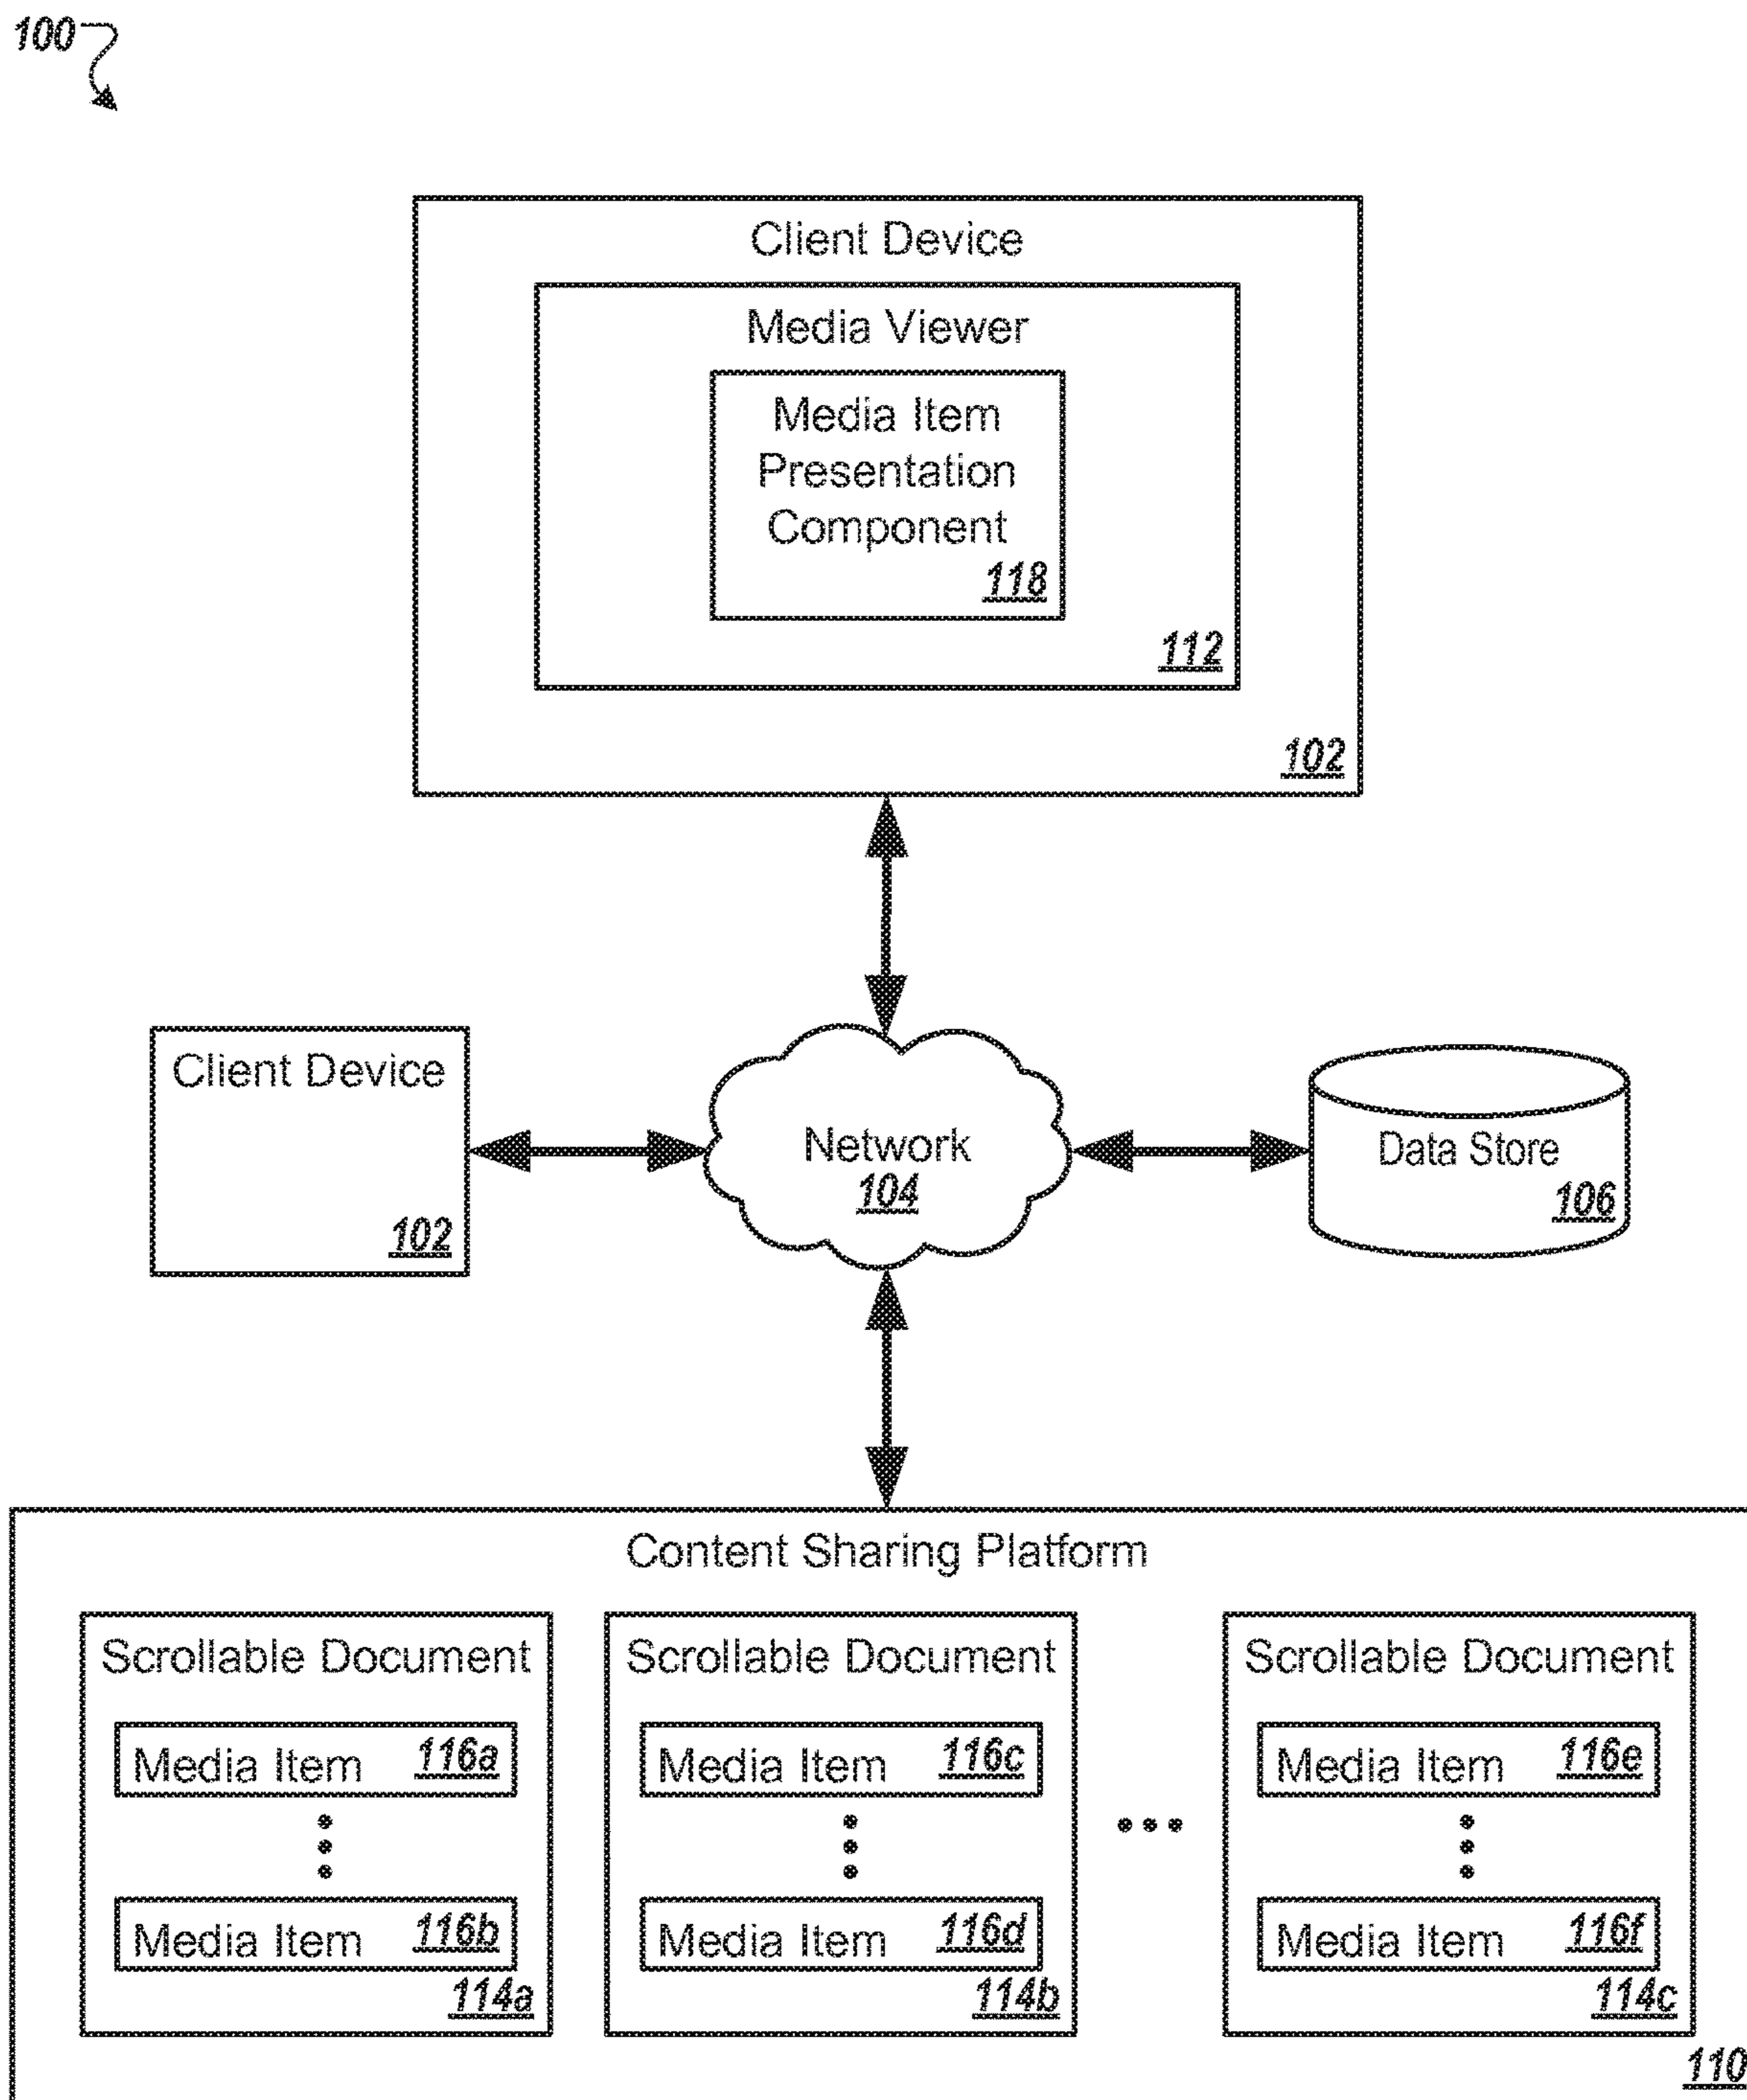 100
Client Device
Media Viewer
Media Item
Presentation
Component
118
112
102
Client Device
102
Network
104
Data Store
106
Content Sharing Platform
Scrollable Document
Media Item 116a
Media Item 116b
114a
Scrollable Document
Media Item 116c
Media Item 116d
114b
Scrollable Document
Media Item 116e
Media Item 116f
114c
110